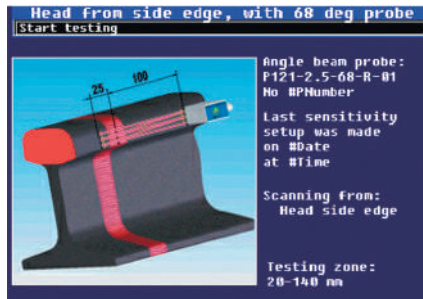 Head from side edge, with 68 deg probe
Start testing
25
100
Angle beam probe:
P121-2.5-68-R-01
No #PNumber
Last sensitivity
setup was made
on #Date
at #Time
Scanning from:
Head side edge
Testing zone:
20-140 mm